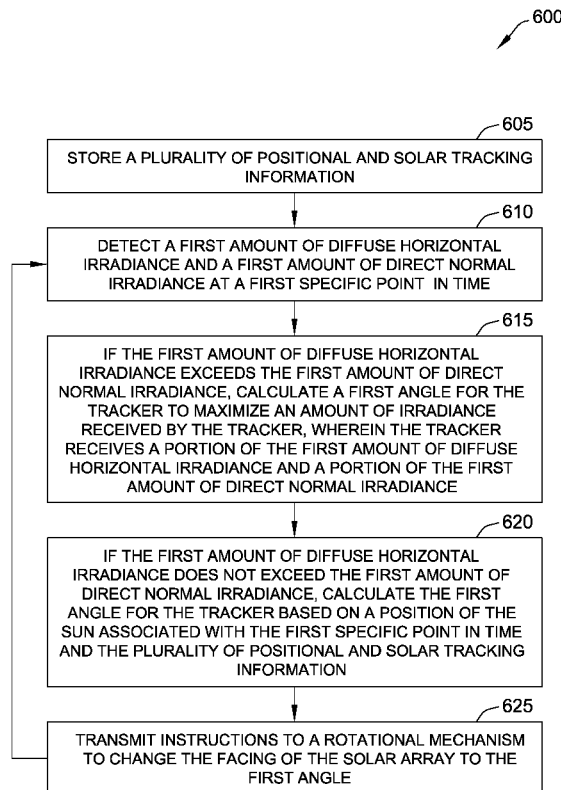 600
605
STORE A PLURALITY OF POSITIONAL AND SOLAR TRACKING
INFORMATION
610
DETECT A FIRST AMOUNT OF DIFFUSE HORIZONTAL
IRRADIANCE AND A FIRST AMOUNT OF DIRECT NORMAL
IRRADIANCE AT A FIRST SPECIFIC POINT IN TIME
615
IF THE FIRST AMOUNT OF DIFFUSE HORIZONTAL
IRRADIANCE EXCEEDS THE FIRST AMOUNT OF DIRECT
NORMAL IRRADIANCE, CALCULATE A FIRST ANGLE FOR THE
TRACKER TO MAXIMIZE AN AMOUNT OF IRRADIANCE
RECEIVED BY THE TRACKER, WHEREIN THE TRACKER
RECEIVES A PORTION OF THE FIRST AMOUNT OF DIFFUSE
HORIZONTAL IRRADIANCE AND A PORTION OF THE FIRST
AMOUNT OF DIRECT NORMAL IRRADIANCE
620
IF THE FIRST AMOUNT OF DIFFUSE HORIZONTAL
IRRADIANCE DOES NOT EXCEED THE FIRST AMOUNT OF
DIRECT NORMAL IRRADIANCE, CALCULATE THE FIRST
ANGLE FOR THE TRACKER BASED ON A POSITION OF THE
SUN ASSOCIATED WITH THE FIRST SPECIFIC POINT IN TIME
AND THE PLURALITY OF POSITIONAL AND SOLAR TRACKING
INFORMATION
625
TRANSMIT INSTRUCTIONS TO A ROTATIONAL MECHANISM
TO CHANGE THE FACING OF THE SOLAR ARRAY TO THE
FIRST ANGLE